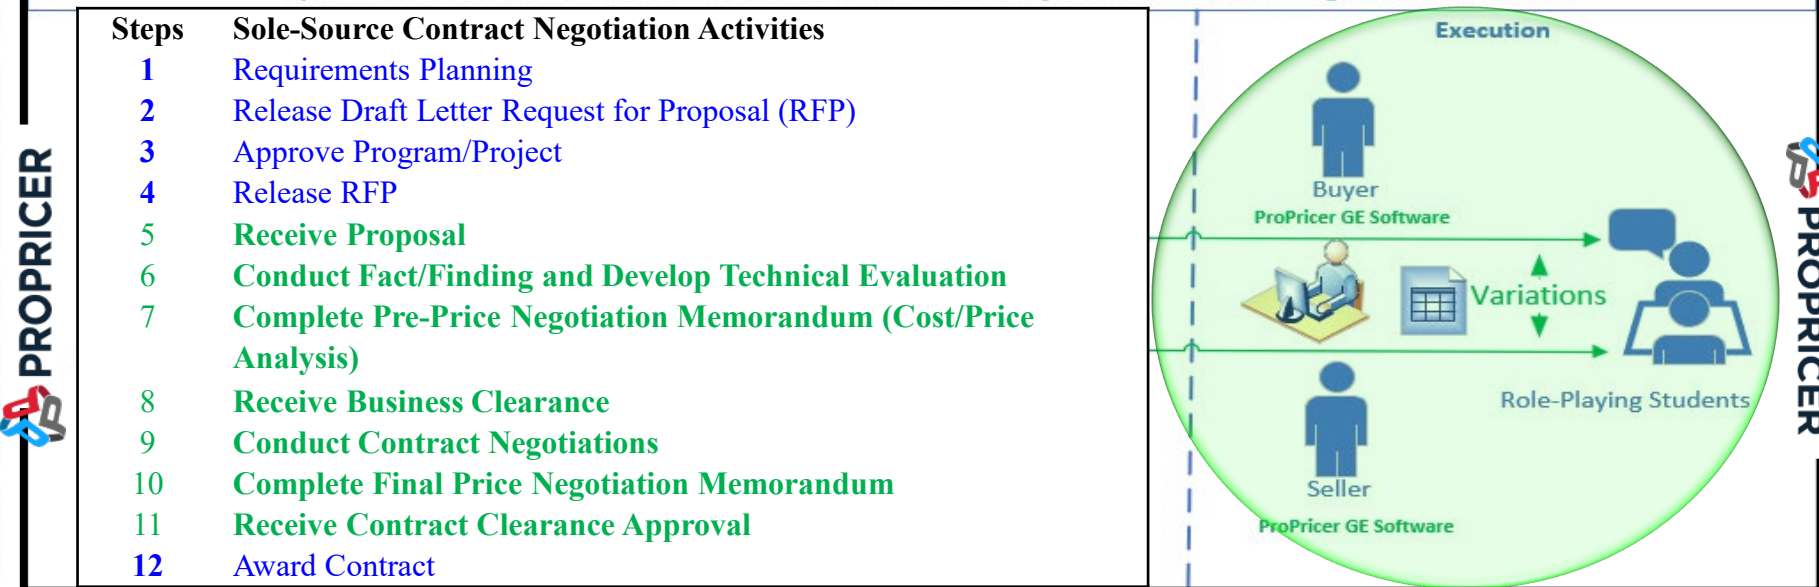 PROPRICER
Steps Sole-Source Contract Negotiation Activities
1 Requirements Planning
2 Release Draft Letter Request for Proposal (RFP)
3 Approve Program/Project
4 Release RFP
5 Receive Proposal
6 Conduct Fact/Finding and Develop Technical Evaluation
7 Complete Pre-Price Negotiation Memorandum (Cost/Price
Analysis)
8 Receive Business Clearance
9 Conduct Contract Negotiations
10 Complete Final Price Negotiation Memorandum
11 Receive Contract Clearance Approval
12 Award Contract
Execution
Buyer
ProPricer GE Software
Variations
Role-Playing Students
Seller
ProPricer GE Software
PROPRICER